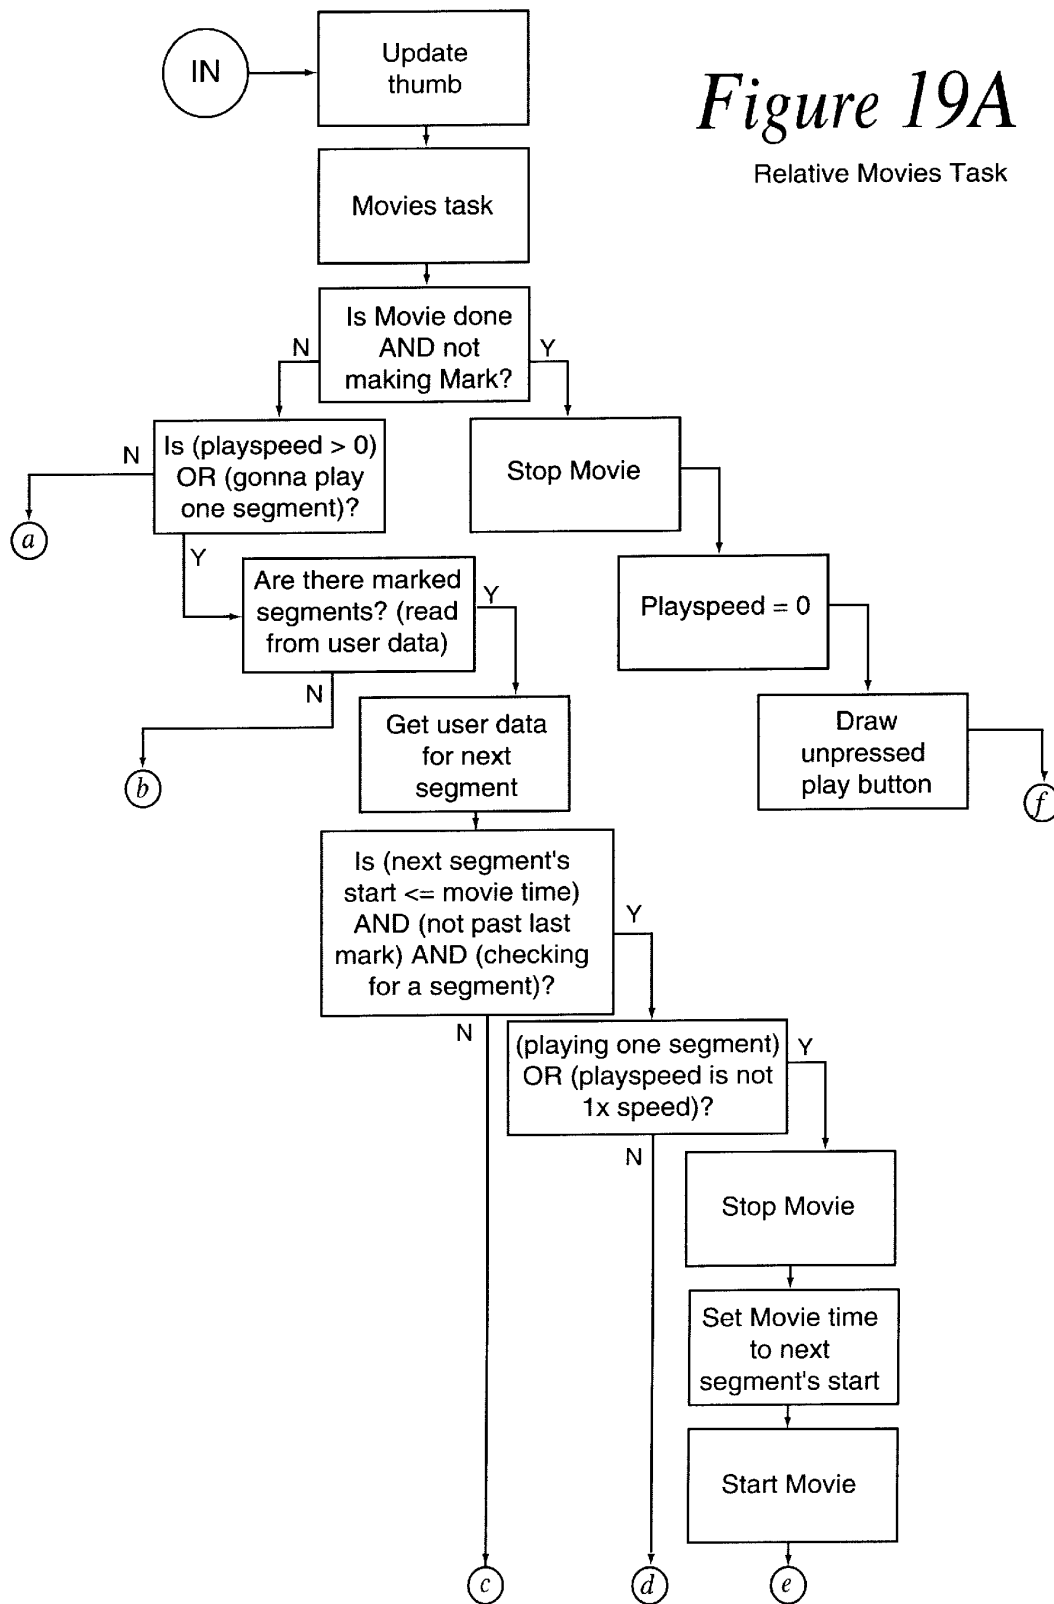 IN
Update
thumb
Figure 19A
Relative Movies Task
Movies task
Is Movie done
AND not
making Mark?
N
Y
Is (playspeed > 0)
OR (gonna play
one segment)?
N
Stop Movie
a
Y
Are there marked
segments? (read
from user data)
Y
Playspeed = 0
N
Get user data
for next
segment
Draw
unpressed
play button
b
f
Is (next segment's
start <= movie time)
AND (not past last
mark) AND (checking
for a segment)?
Y
N
(playing one segment)
OR (playspeed is not
1x speed)?
Y
N
Stop Movie
Set Movie time
to next
segment's start
Start Movie
c
d
e